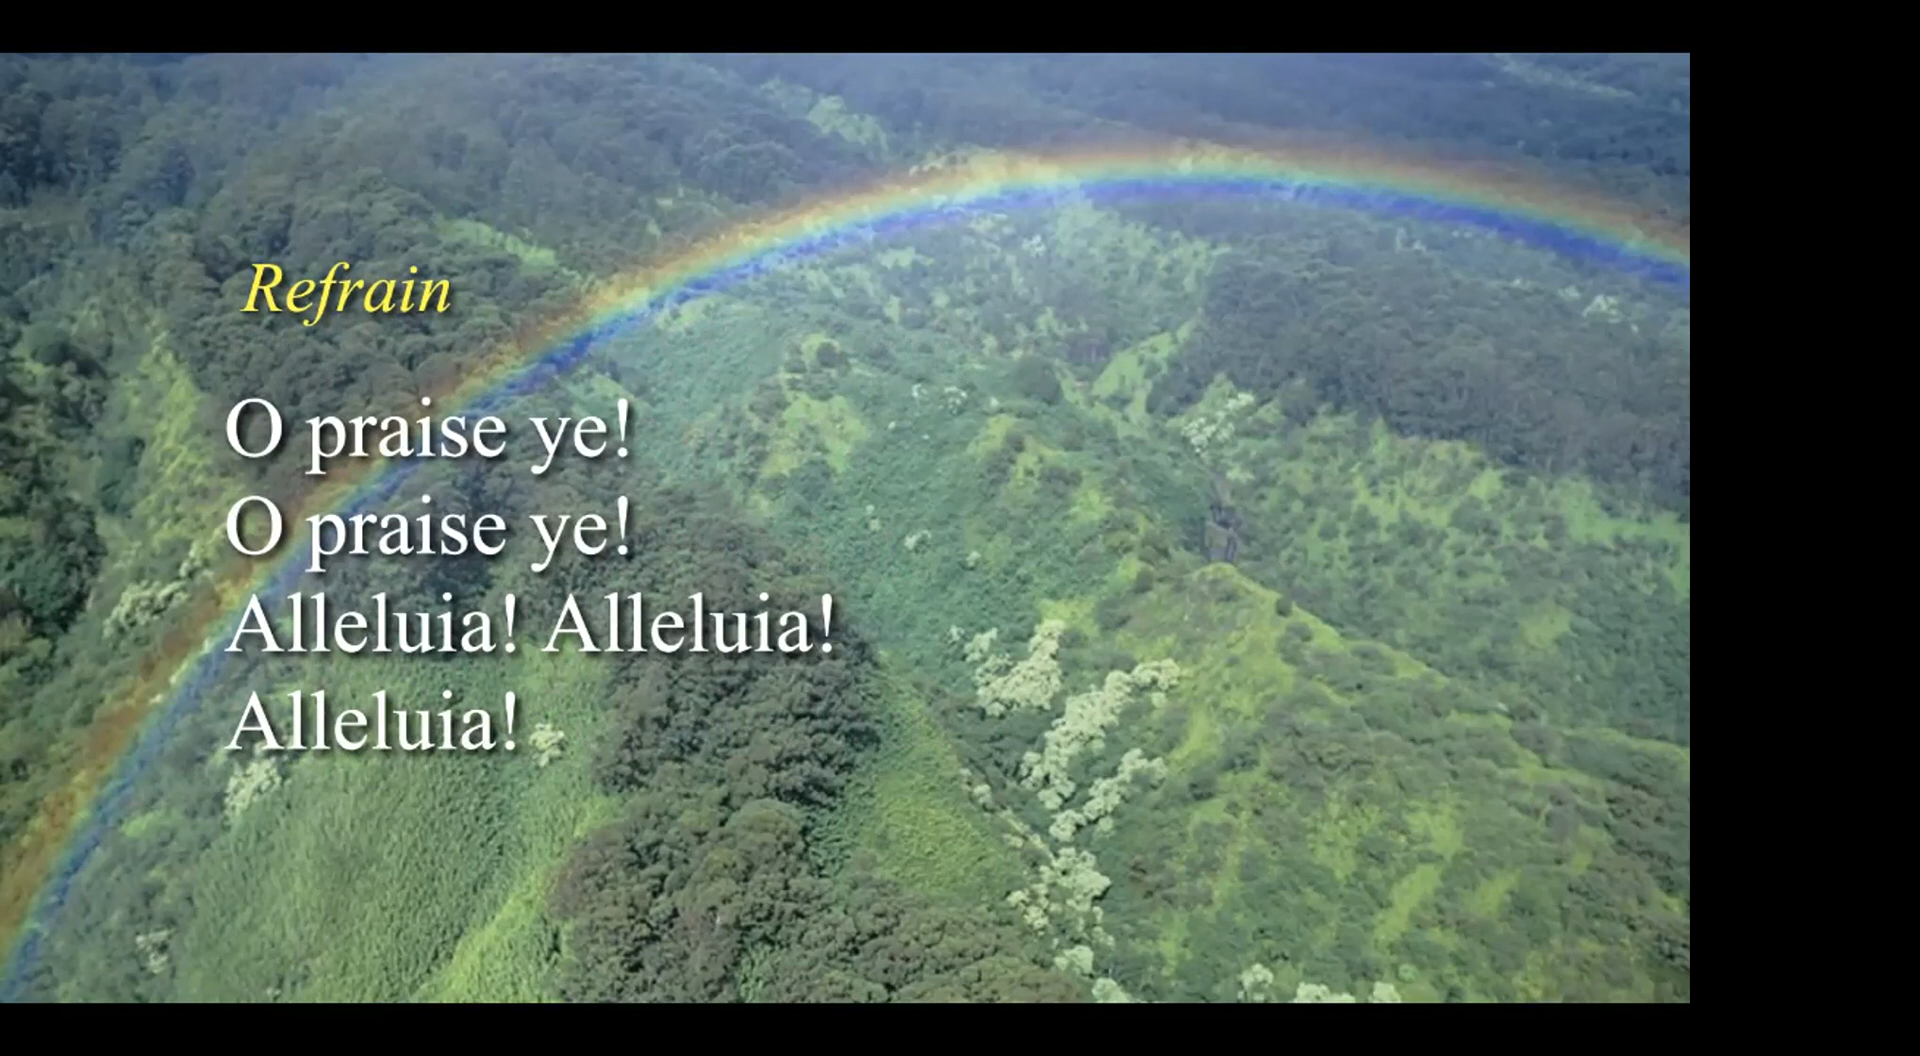 Refrain
O praise ye!
O praise ye!
Alleluia! Alleluia!
Alleluia!